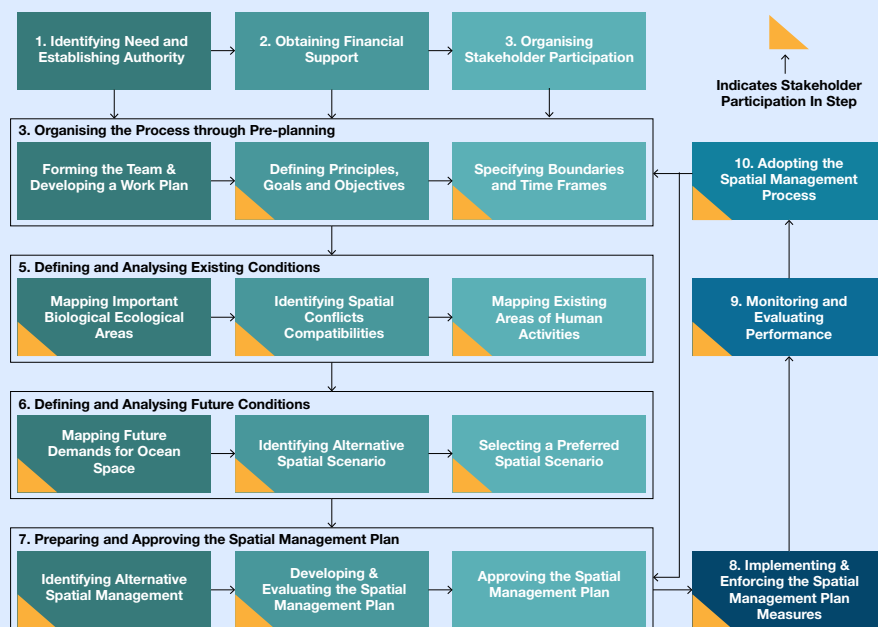 1. Identifying Need and
Establishing Authority
2. Obtaining Financial
Support
3. Organising
Stakeholder Participation
Indicates Stakeholder
Participation In Step
3. Organising the Process through Pre-planning
Forming the Team &
Developing a Work Plan
Defining Principles,
Goals and Objectives
Specifying Boundaries
and Time Frames
10. Adopting the
Spatial Management
Process
5. Defining and Analysing Existing Conditions
Mapping Important
Biological Ecological
Areas
Identifying Spatial
Conflicts
Compatibilities
Mapping Existing
Areas of Human
Activities
9. Monitoring and
Evaluating
Performance
6. Defining and Analysing Future Conditions
Mapping Future
Demands for Ocean
Space
Identifying Alternative
Spatial Scenario
Selecting a Preferred
Spatial Scenario
7. Preparing and Approving the Spatial Management Plan
Identifying Alternative
Spatial Management
Developing &
Evaluating the Spatial
Management Plan
Approving the Spatial
Management Plan
8. Implementing &
Enforcing the Spatial
Management Plan
Measures